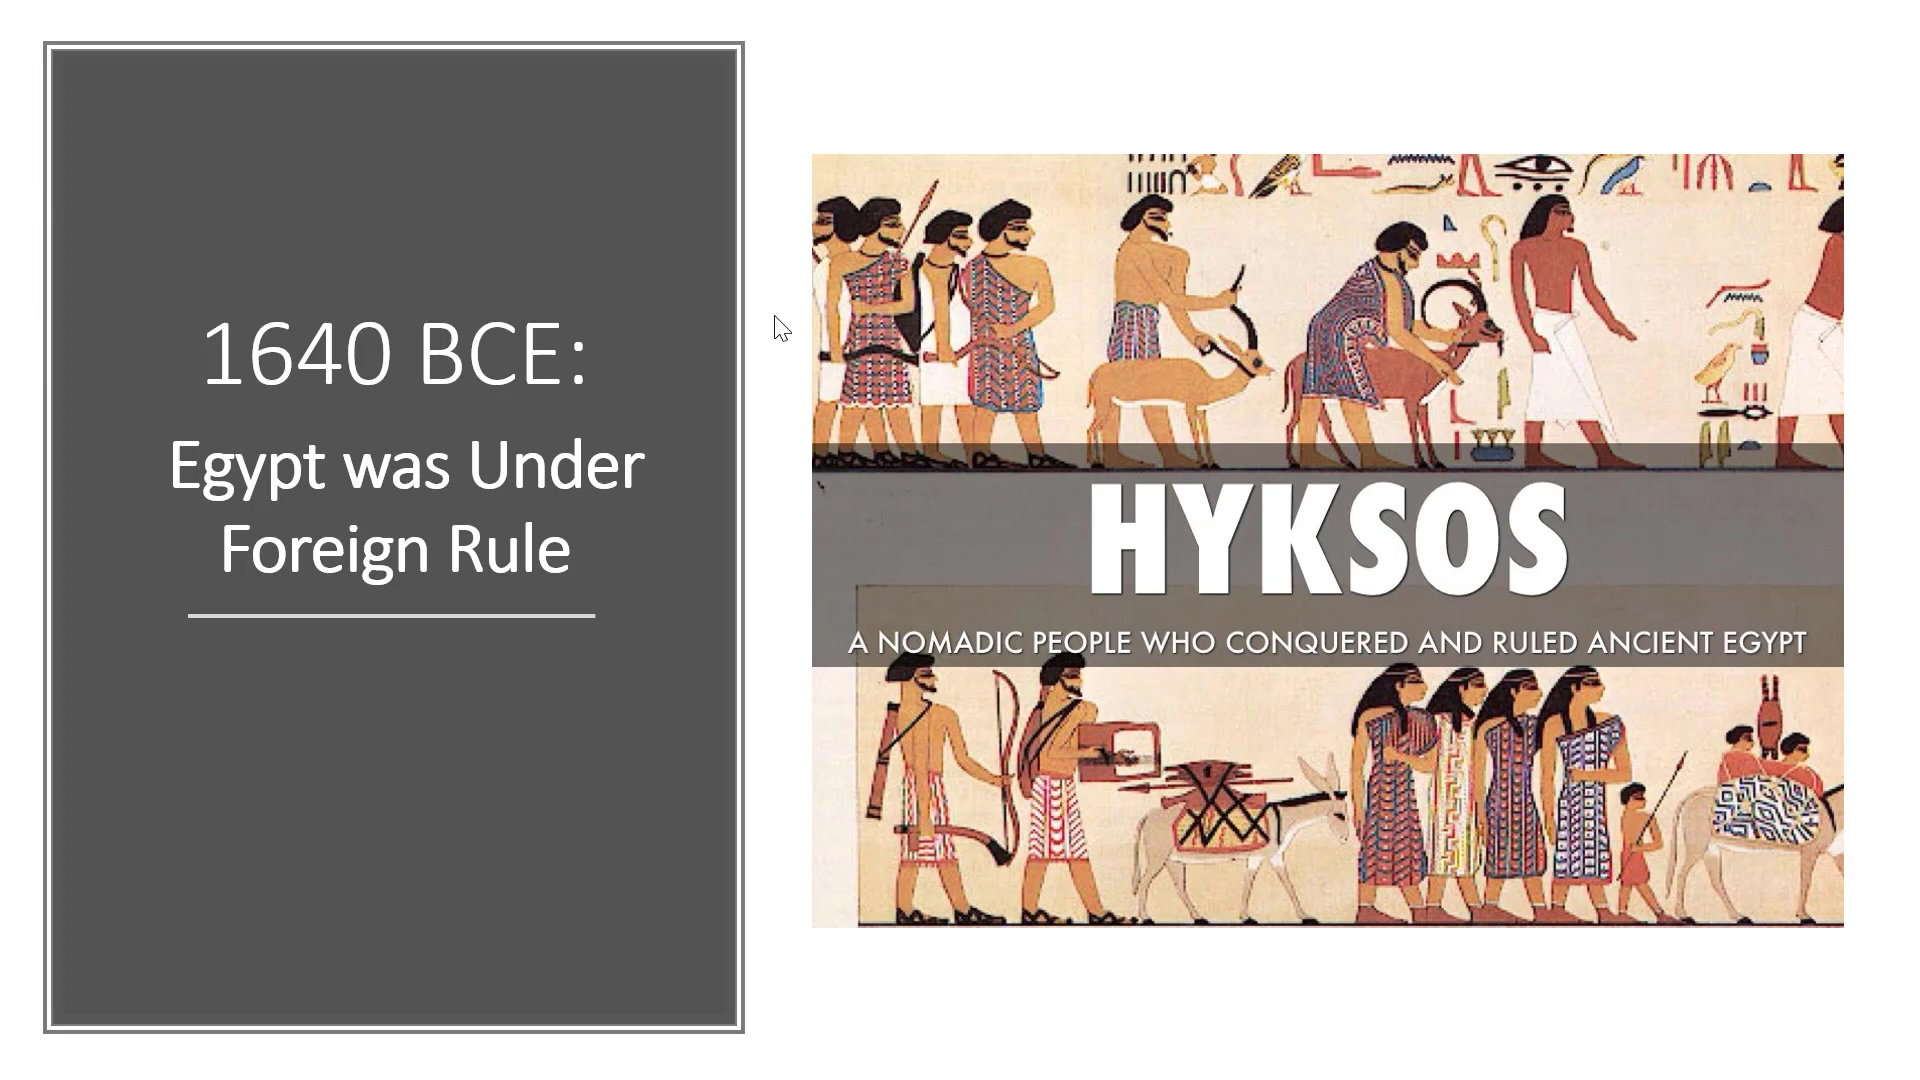 1640 BCE:
Egypt was Under
Foreign Rule
HYKSOS
A NOMADIC PEOPLE WHO CONQUERED AND RULED ANCIENT EGYPT